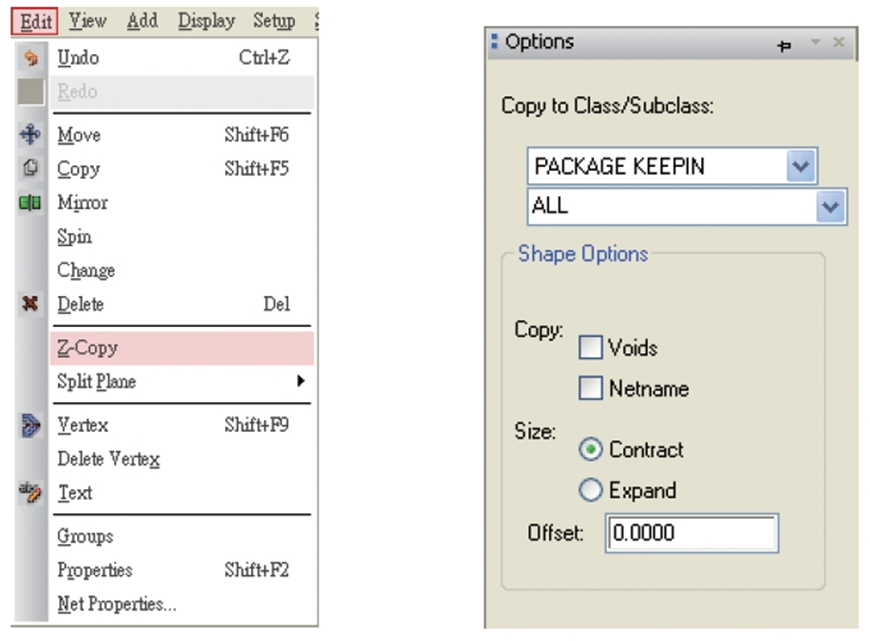 Edit View Add Display Setup
Undo Ctrl+Z
Redo
Move Shift+F6
Copy Shift+F5
Mirror
Spin
Change
Delete Del
Z-Copy
Split Plane
Vertex Shift+F9
Delete Vertex
Text
Groups
Properties Shift+F2
Net Properties...
Options
Copy to Class/Subclass:
PACKAGE KEEPIN
ALL
Shape Options
Copy:
Voids
Netname
Size:
Contract
Expand
Offset: 0.0000